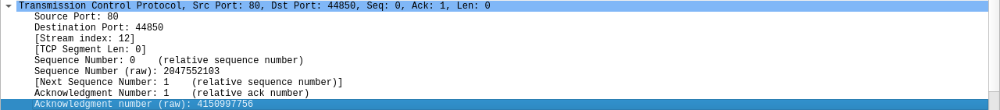 Transmission Control Protocol, Src Port: 80, Dst Port: 44850, Seq: 0, Ack: 1, Len: 0
Source Port: 80
Destination Port: 44850
[Stream index: 12]
[TCP Segment Len: 0]
Sequence Number: 0    (relative sequence number)
Sequence Number (raw): 2047552103
[Next Sequence Number: 1    (relative sequence number)]
Acknowledgment Number: 1    (relative ack number)
Acknowledgment number (raw): 4150997756